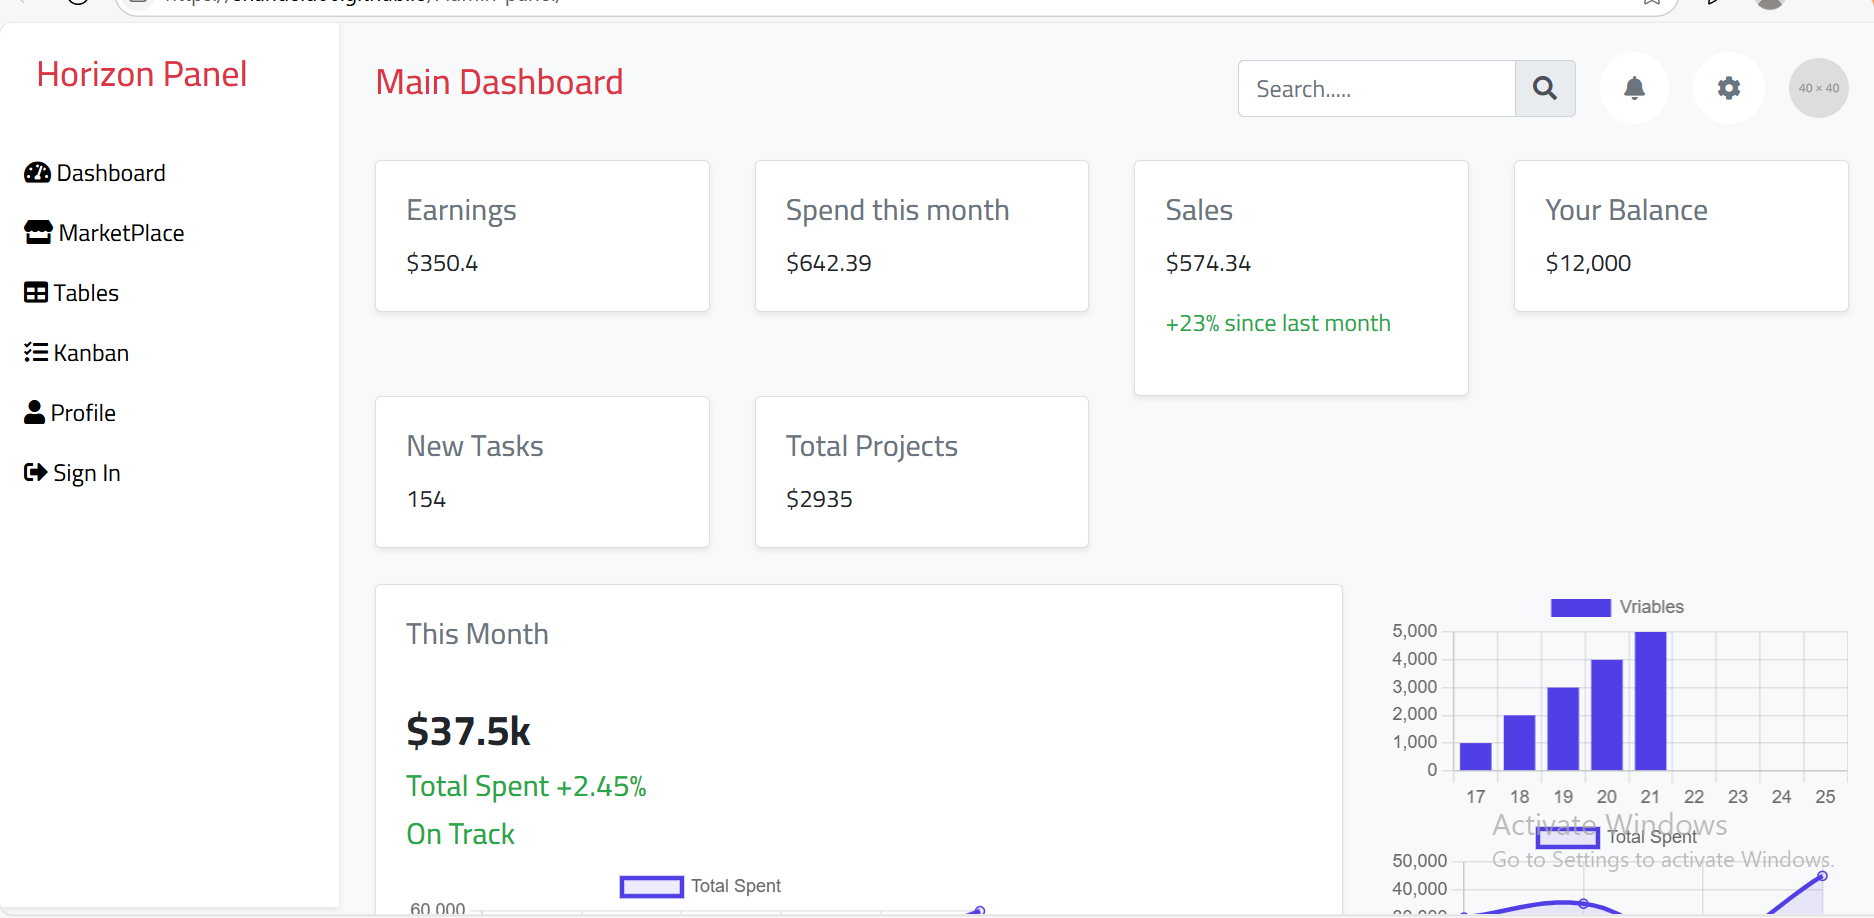 Horizon Panel
Dashboard
MarketPlace
Tables
Kanban
Profile
Sign In
Main Dashboard
Search.....
40 × 40
Earnings
$350.4
Spend this month
$642.39
Sales
$574.34
+23% since last month
Your Balance
$12,000
New Tasks
154
Total Projects
$2935
This Month
$37.5k
Total Spent +2.45%
On Track
Total Spent
60,000
Vriables
5,000
4,000
3,000
2,000
1,000
0
17 18 19 20 21 22 23 24 25
Total Spent
50,000
40,000
Activate Windows
Go to Settings to activate Windows.